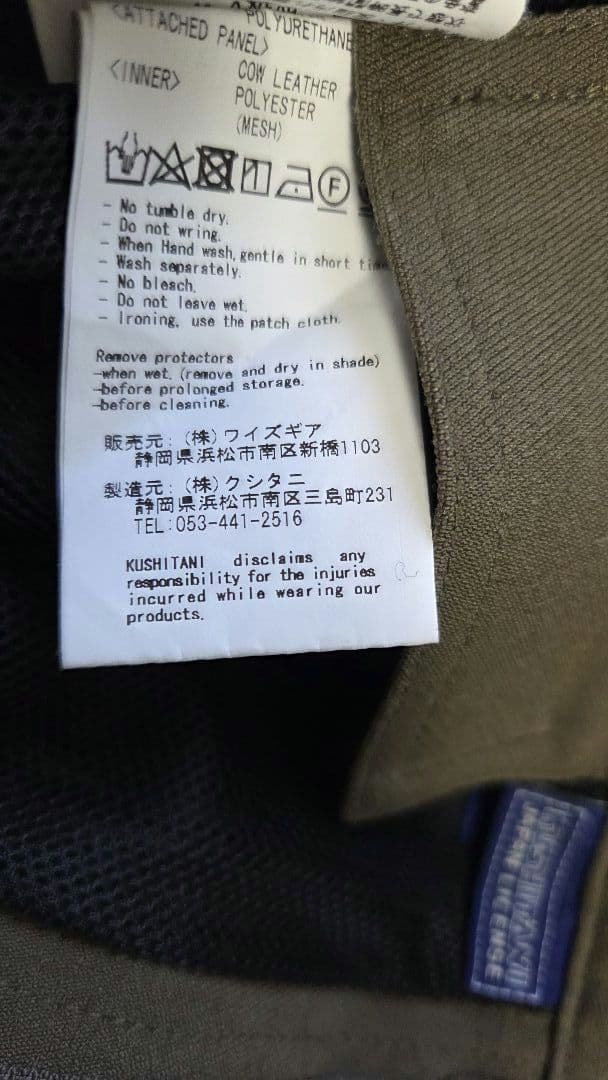 POLYURETHANE
<ATTACHED PANEL>
<INNER> COW LEATHER
POLYESTER
(MESH)
F
- No tumble dry.
- Do not wring.
- When Hand wash, gentle in short time
- Wash separately.
- No bleach.
- Do not leave wet.
- Ironing, use the patch cloth.
Remove protectors
-when wet. (remove and dry in shade)
-before prolonged storage.
-before cleaning.
販売元: (株)ワイズギア
静岡県浜松市南区新橋1103
製造元: (株)クシタニ
静岡県浜松市南区三島町231
TEL:053-441-2516
KUSHITANI disclaims any
responsibility for the injuries
incurred while wearing our
products.
JAPAN LICENSE